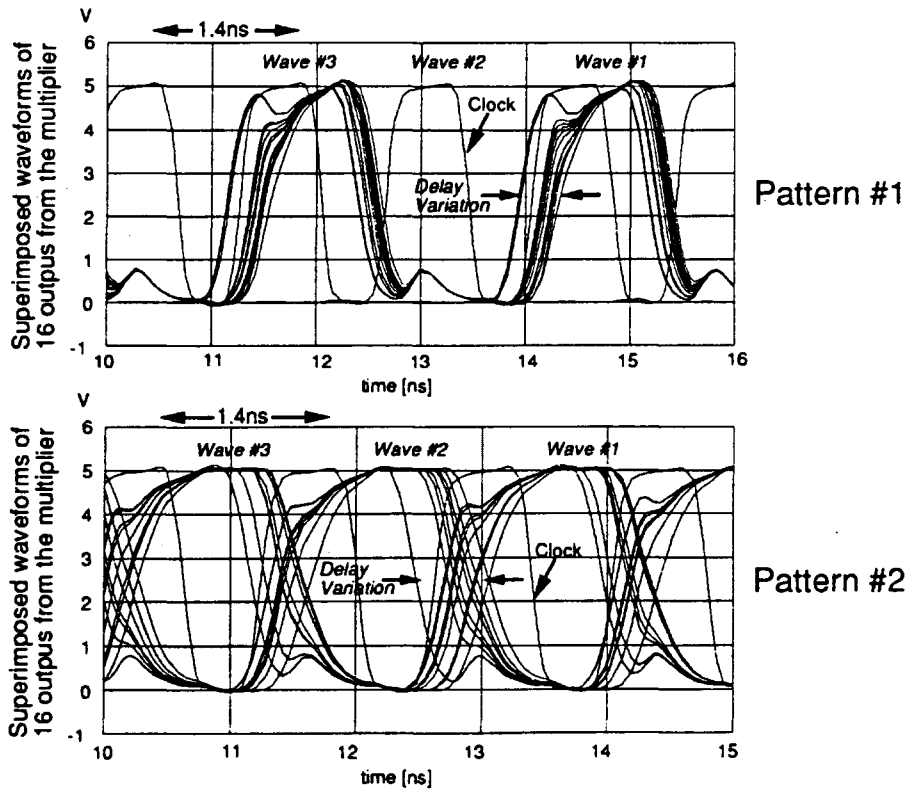 V
1.4ns
Wave #3 Wave #2 Wave #1
6
5
4
3
2
1
0
-1
Superimposed waveforms of
16 outpus from the multiplier
Clock
Delay
Variation
Pattern #1
10 11 12 13 14 15 16
time [ns]
V
1.4ns
Wave #3 Wave #2 Wave #1
6
5
4
3
2
1
0
-1
Superimposed waveforms of
16 outpus from the multiplier
Clock
Delay
Variation
Pattern #2
10 11 12 13 14 15
time [ns]